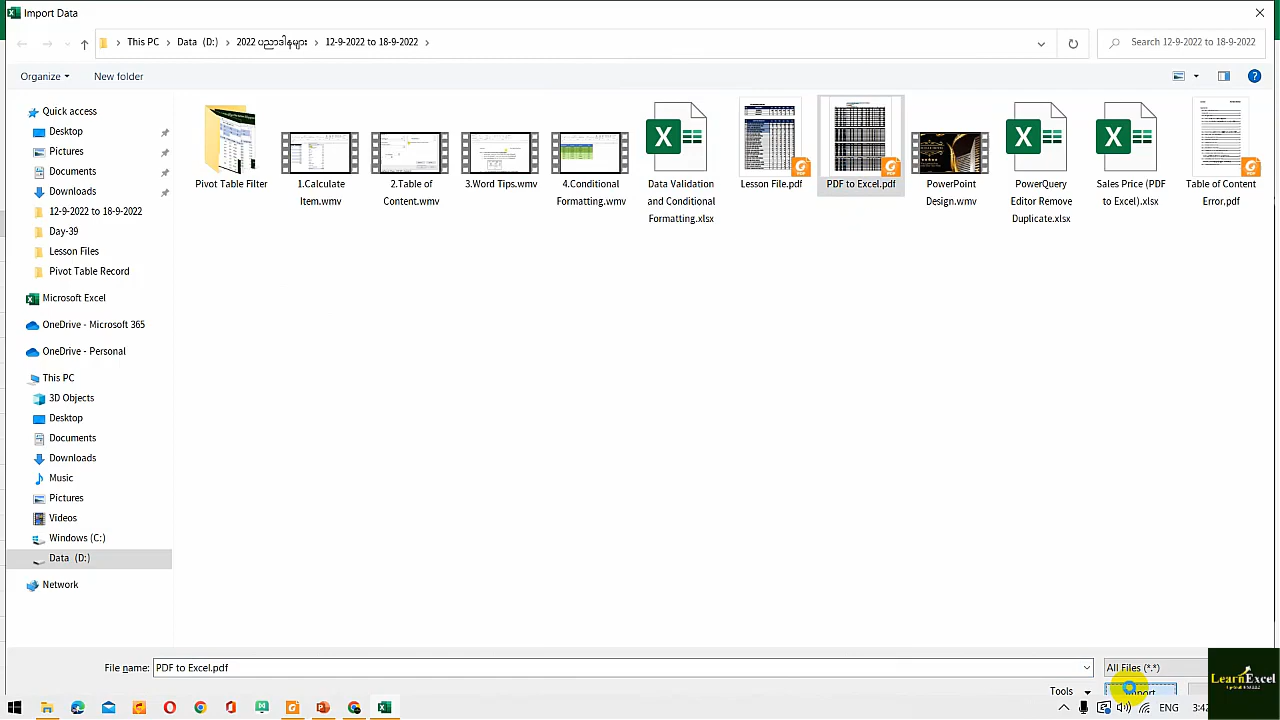 Import Data
This PC
Data (D:)
2022 ပညာဒါနများ
12-9-2022 to 18-9-2022
Search 12-9-2022 to 18-9-2022
Organize
New folder
Quick access
Desktop
Pictures
Documents
Downloads
12-9-2022 to 18-9-2022
Day-39
Lesson Files
Pivot Table Record
Microsoft Excel
OneDrive - Microsoft 365
OneDrive - Personal
This PC
3D Objects
Desktop
Documents
Downloads
Music
Pictures
Videos
Windows (C:)
Data (D:)
Network
Pivot Table Filter
1.Calculate
Item.wmv
2.Table of
Content.wmv
3.Word Tips.wmv
4.Conditional
Formatting.wmv
Data Validation
and Conditional
Formatting.xlsx
Lesson File.pdf
PDF to Excel.pdf
PowerPoint
Design.wmv
PowerQuery
Editor Remove
Duplicate.xlsx
Sales Price (PDF
to Excel).xlsx
Table of Content
Error.pdf
File name:
PDF to Excel.pdf
All Files (*.*)
Tools
Import
LearnExcel
ENG